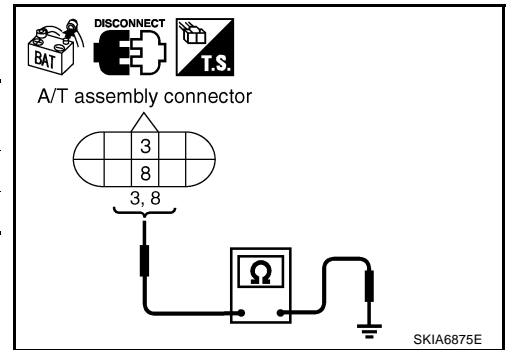 DISCONNECT
BAT
T.S.
A/T assembly connector
3
8
3, 8
Ω
SKIA6875E